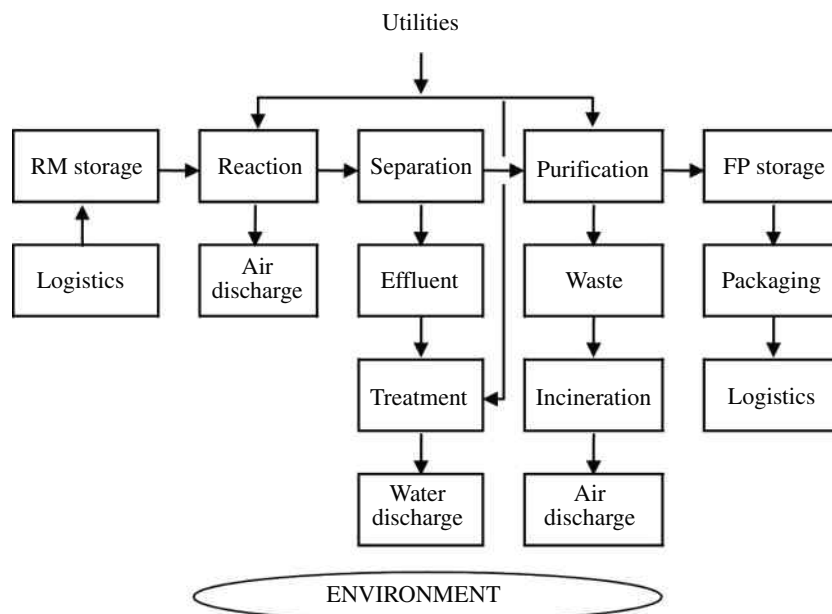 Utilities
RM storage
Reaction
Separation
Purification
FP storage
Logistics
Air
discharge
Effluent
Waste
Packaging
Treatment
Incineration
Logistics
Water
discharge
Air
discharge
ENVIRONMENT